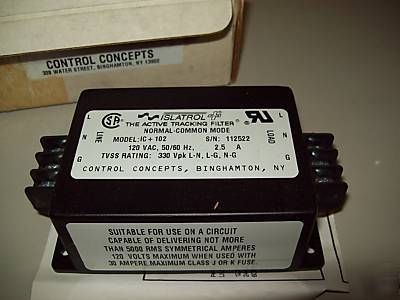 CONTROL CONCEPTS
328 WATER STREET, BINGHAMTON, NY 13902
ISLATROL
THE ACTIVE TRACKING FILTER®
NORMAL-COMMON MODE
MODEL: IC+102 S/N: 112522
120 VAC, 50/60 Hz, 2.5 A
TVSS RATING: 330 Vpk L-N, L-G, N-G
CONTROL CONCEPTS, BINGHAMTON, NY
L
N
G
LINE
LOAD
L
N
G
SUITABLE FOR USE ON A CIRCUIT
CAPABLE OF DELIVERING NOT MORE
THAN 5000 RMS SYMMETRICAL AMPERES
120 VOLTS MAXIMUM WHEN USED WITH
30 AMPERE MAXIMUM CLASS J OR K FUSE.